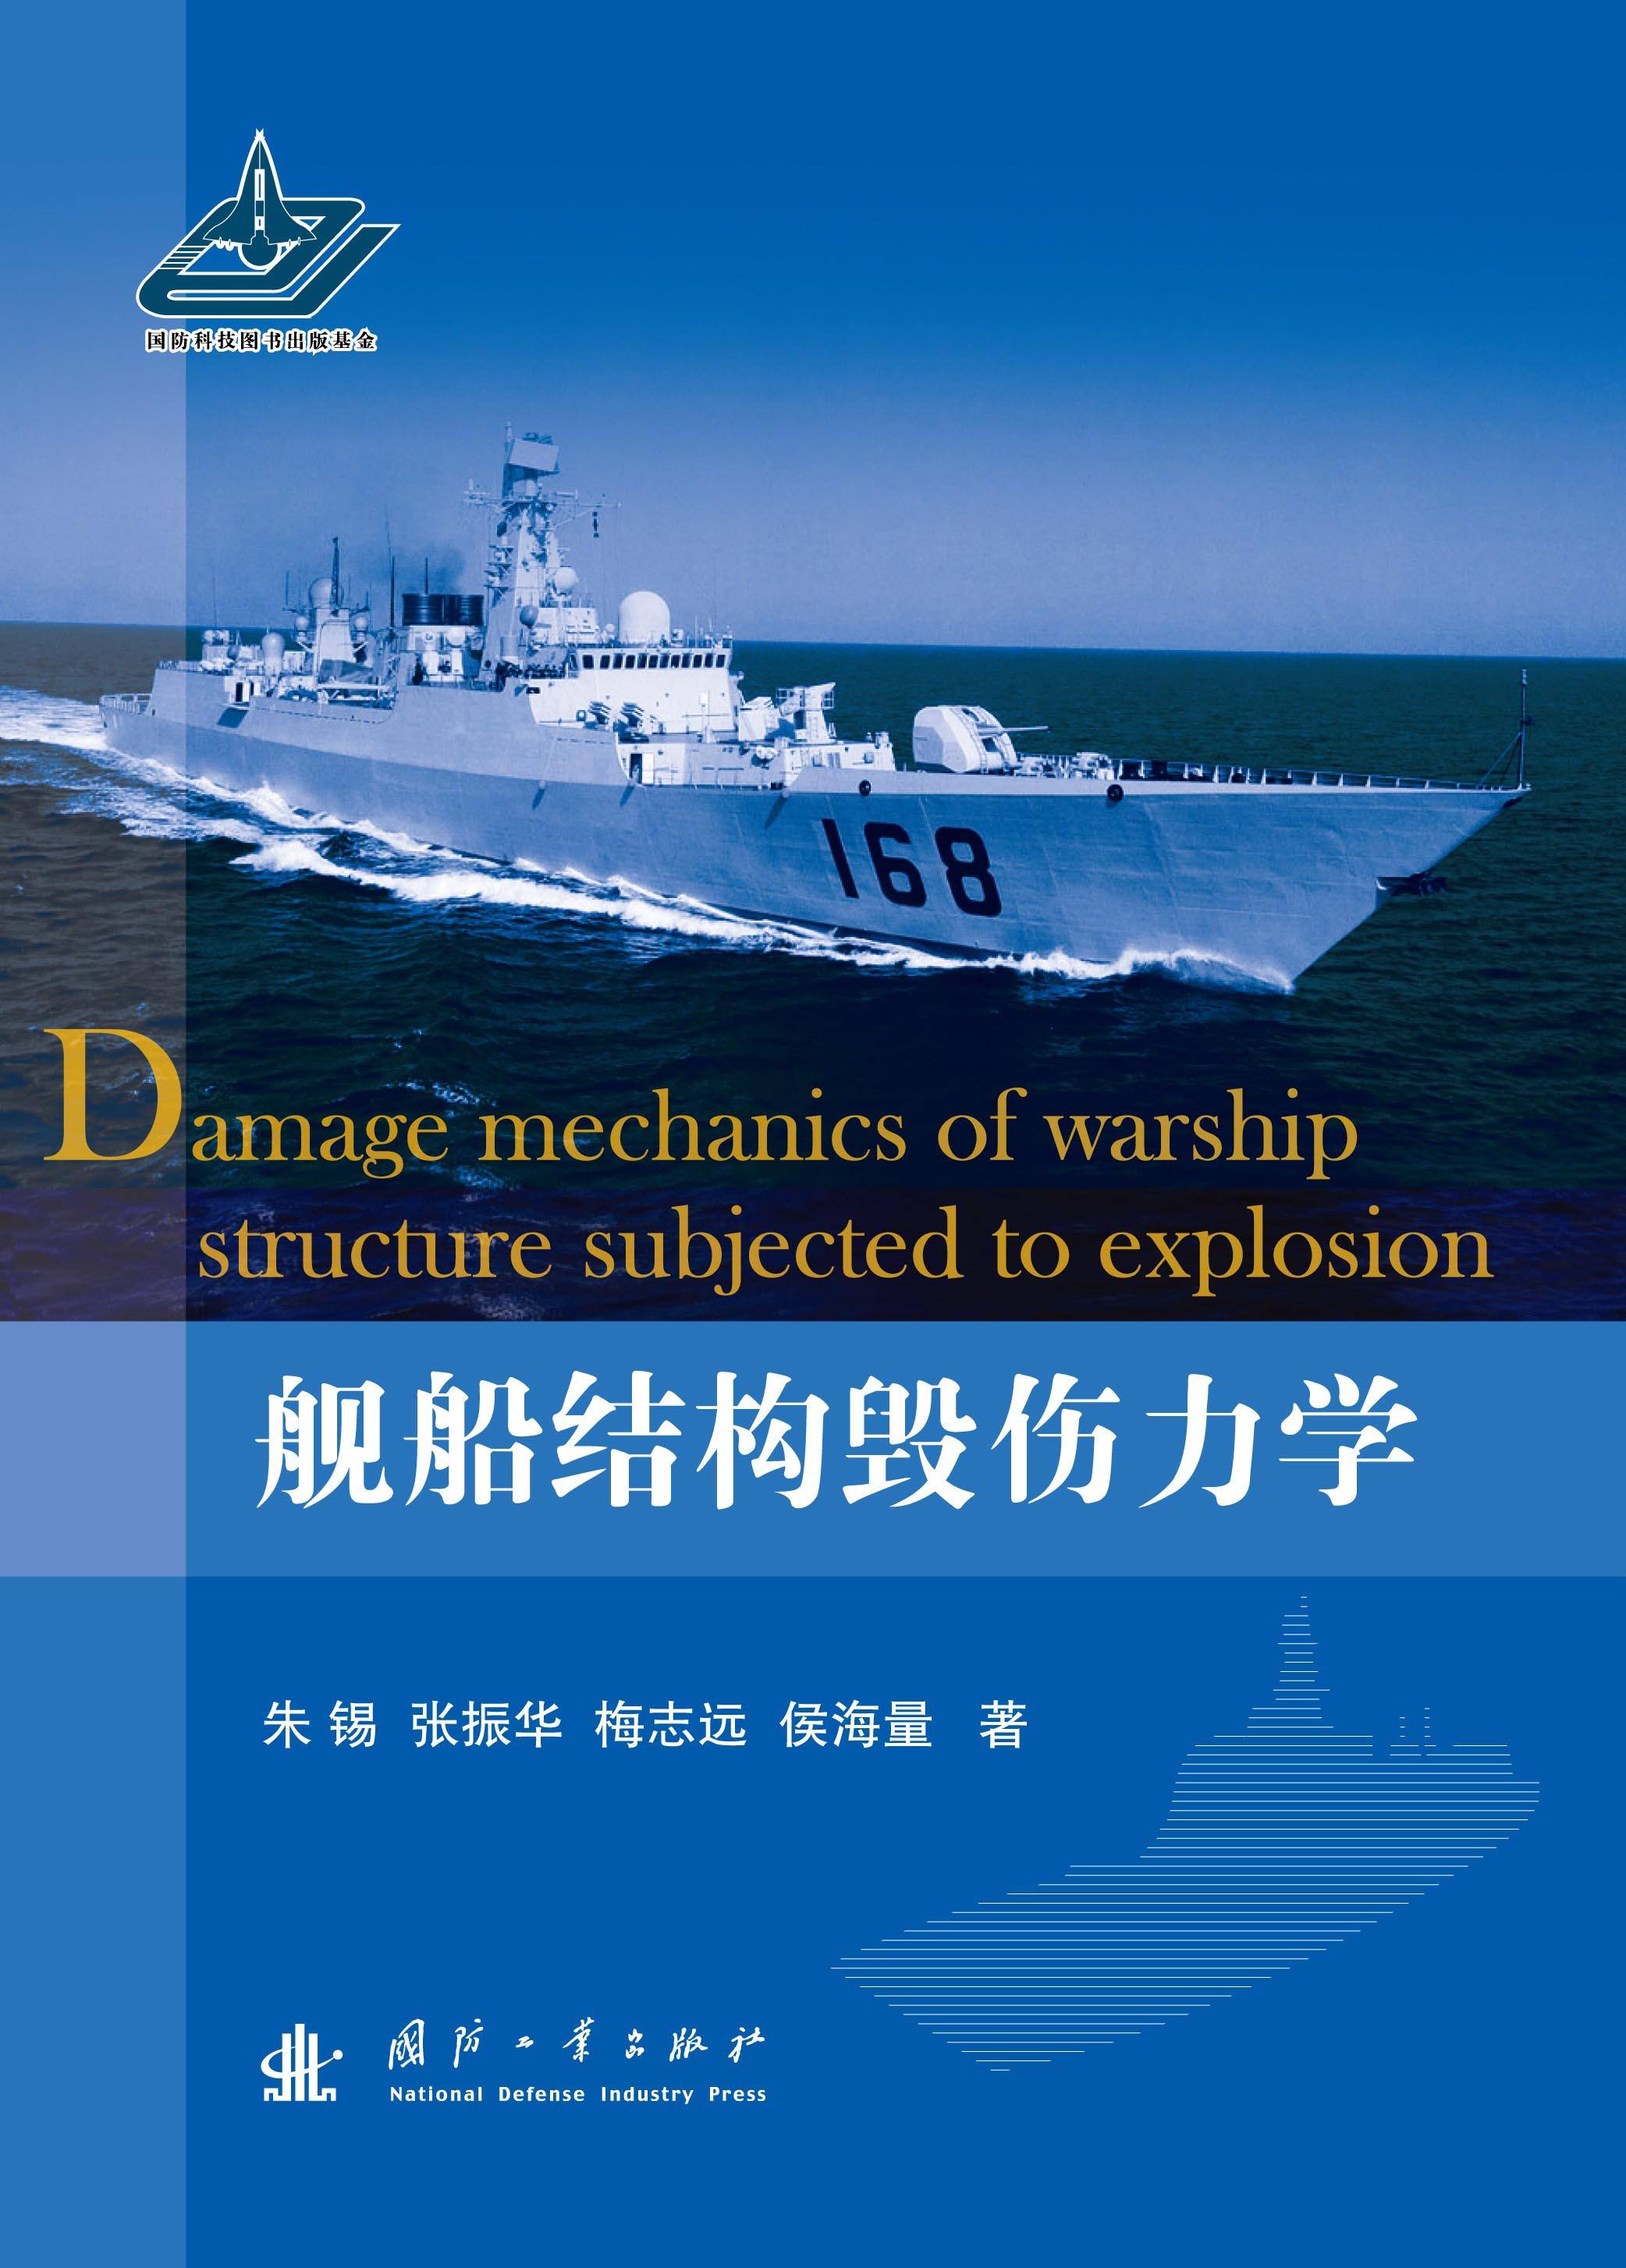 国防科技图书出版基金
168
Damage mechanics of warship
structure subjected to explosion
舰船结构毁伤力学
朱 锡 张振华 梅志远 侯海量 著
國防工业出版社
National Defense Industry Press